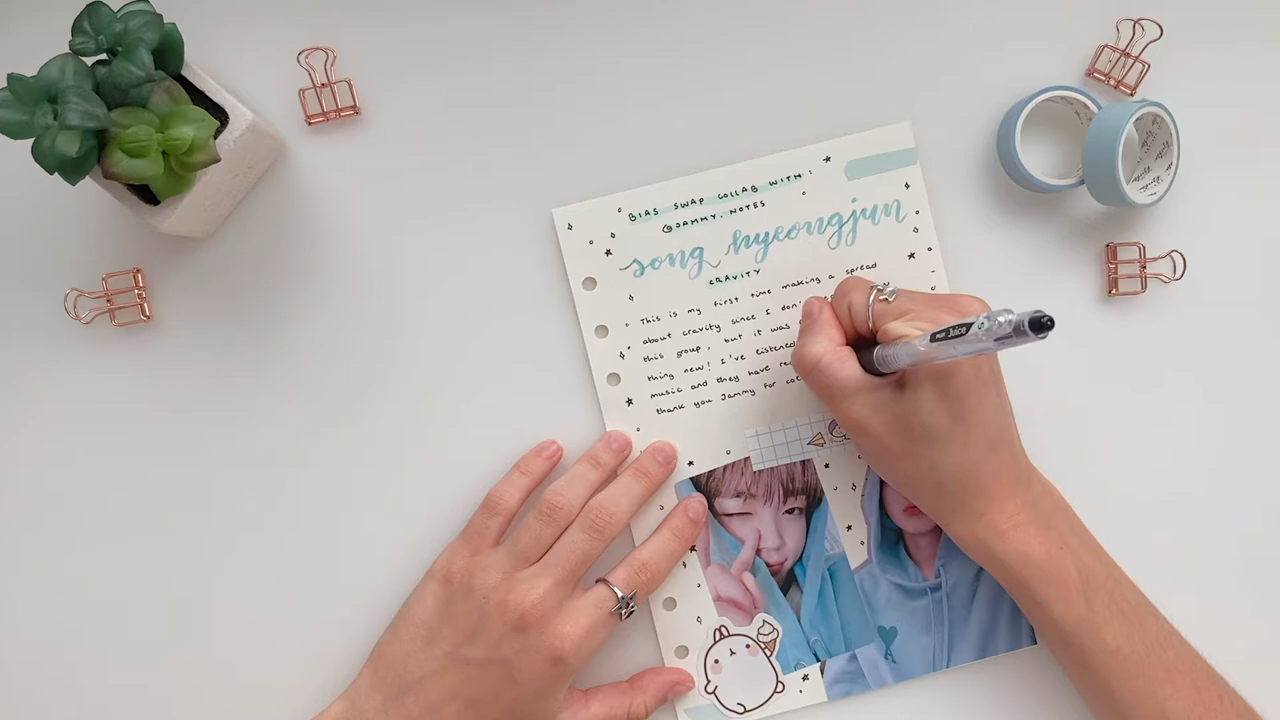 BIAS SWAP COLLAB WITH:
@JAMMY.NOTES
song hyeongjun
CRAVITY
This is my first time making a spread
about cravity since I don'
this group, but it was
thing new! I've listened
music and they have
thank you Jammy for
Juice